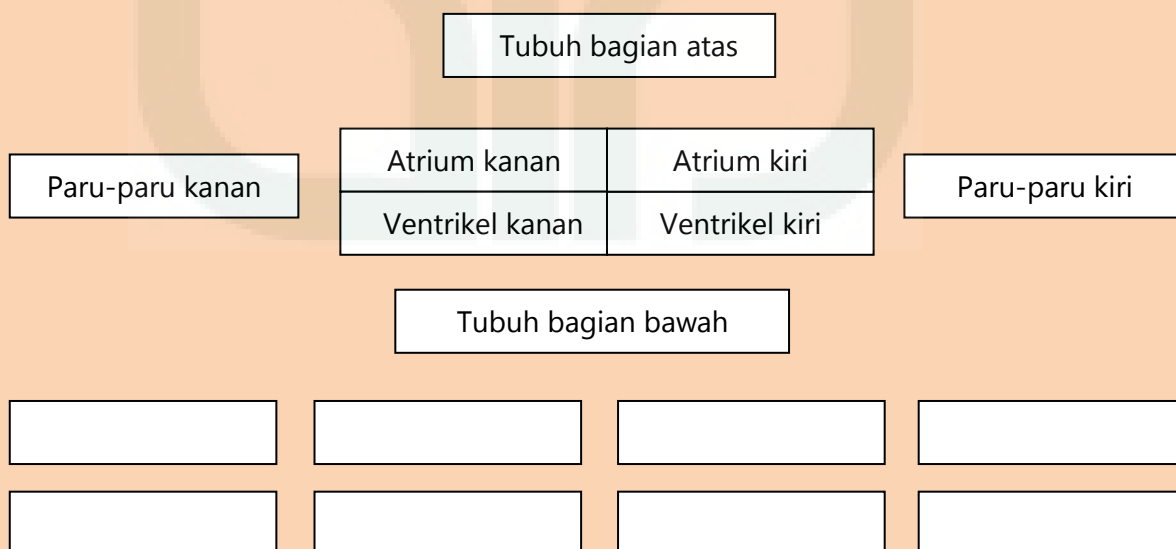 Tubuh bagian atas
Atrium kanan
Atrium kiri
Paru-paru kanan
Paru-paru kiri
Ventrikel kanan
Ventrikel kiri
Tubuh bagian bawah